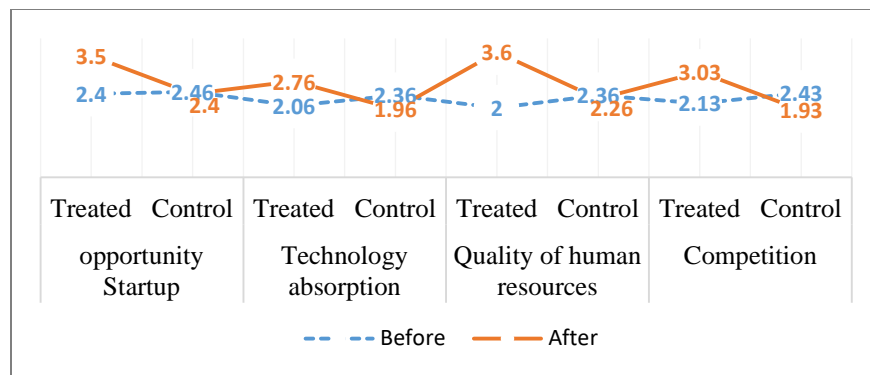 3.5
2.76
3.6
3.03
2.4
2.46
2.4
2.06
2.36
1.96
2
2.36
2.26
2.13
2.43
1.93
Treated Control Treated Control Treated Control Treated Control
opportunity Startup
Technology absorption
Quality of human resources
Competition
Before After